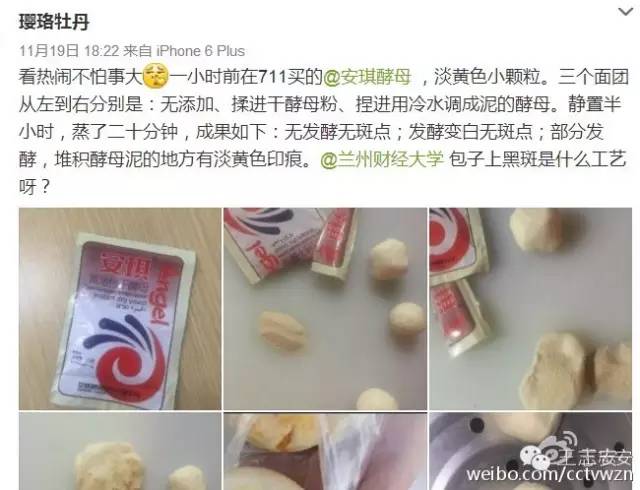 璎珞牡丹
11月19日 18:22 来自 iPhone 6 Plus
看热闹不怕事大一小时前在711买的@安琪酵母 ，淡黄色小颗粒。三个面团
从左到右分别是：无添加、揉进干酵母粉、捏进用冷水调成泥的酵母。静置半
小时，蒸了二十分钟，成果如下：无发酵无斑点；发酵变白无斑点；部分发
酵，堆积酵母泥的地方有淡黄色印痕。@兰州财经大学 包子上黑斑是什么工艺
呀？
安琪
Angel
Angel
王志安安
weibo.com/cctvwzn